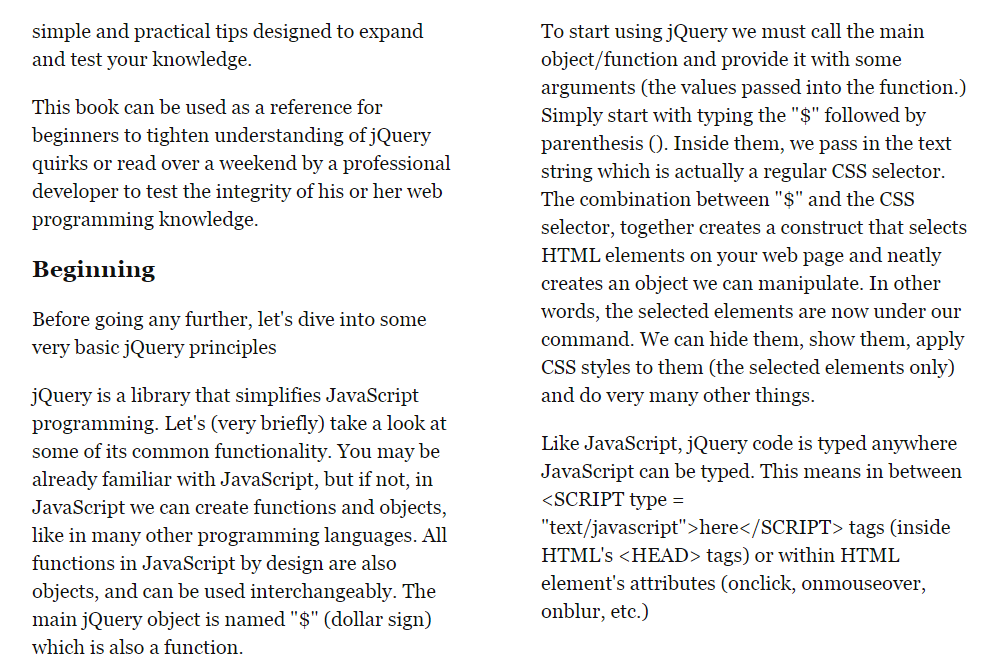 simple and practical tips designed to expand
and test your knowledge.
This book can be used as a reference for
beginners to tighten understanding of jQuery
quirks or read over a weekend by a professional
developer to test the integrity of his or her web
programming knowledge.
Beginning
Before going any further, let's dive into some
very basic jQuery principles
jQuery is a library that simplifies JavaScript
programming. Let's (very briefly) take a look at
some of its common functionality. You may be
already familiar with JavaScript, but if not, in
JavaScript we can create functions and objects,
like in many other programming languages. All
functions in JavaScript by design are also
objects, and can be used interchangeably. The
main jQuery object is named "$" (dollar sign)
which is also a function.
To start using jQuery we must call the main
object/function and provide it with some
arguments (the values passed into the function.)
Simply start with typing the "$" followed by
parenthesis (). Inside them, we pass in the text
string which is actually a regular CSS selector.
The combination between "$" and the CSS
selector, together creates a construct that selects
HTML elements on your web page and neatly
creates an object we can manipulate. In other
words, the selected elements are now under our
command. We can hide them, show them, apply
CSS styles to them (the selected elements only)
and do very many other things.
Like JavaScript, jQuery code is typed anywhere
JavaScript can be typed. This means in between
<SCRIPT type =
"text/javascript">here</SCRIPT> tags (inside
HTML's <HEAD> tags) or within HTML
element's attributes (onclick, onmouseover,
onblur, etc.)